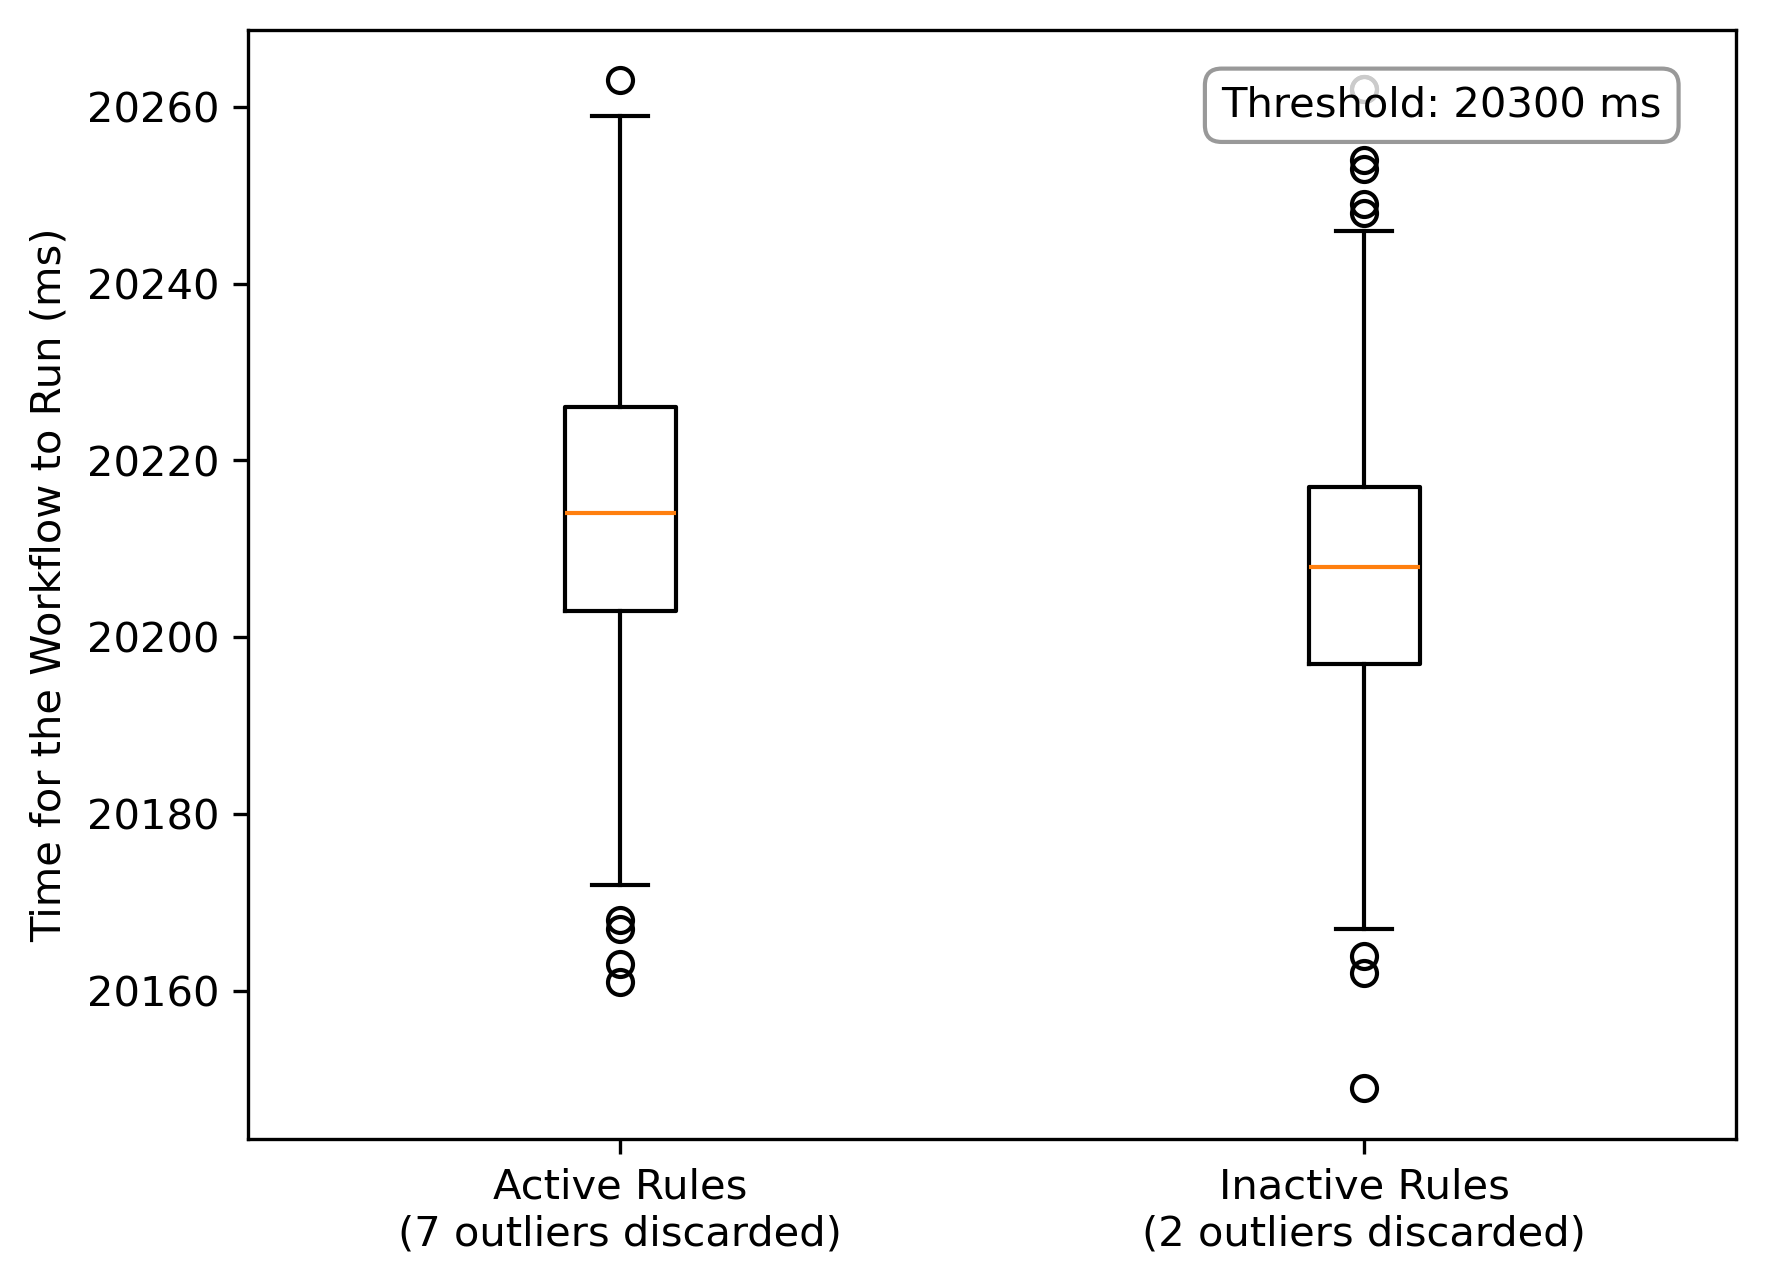 Time for the Workflow to Run (ms)
20260
20240
20220
20200
20180
20160
Threshold: 20300 ms
Active Rules
(7 outliers discarded)
Inactive Rules
(2 outliers discarded)